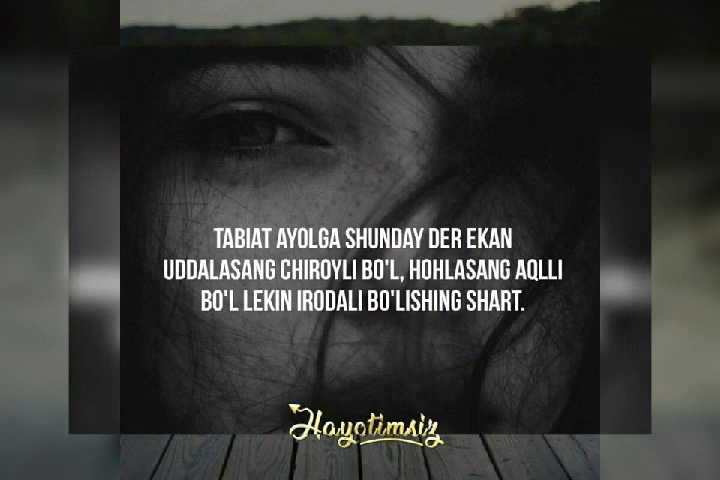 TABIAT AYOLGA SHUNDAY DER EKAN
UDDALASANG CHIROYLI BO'L, HOHLASANG AQLLI
BO'L LEKIN IRODALI BO'LISHING SHART.
Hayotimsiz